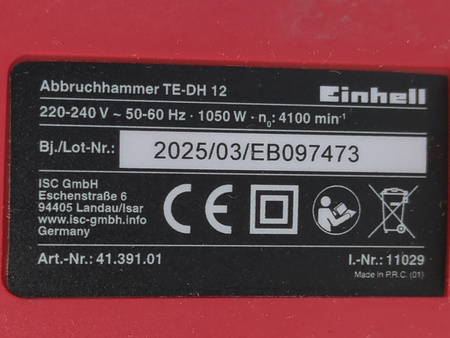 Abbruchhammer TE-DH 12 Einhell
220-240 V ~ 50-60 Hz · 1050 W · n₀: 4100 min⁻¹
Bj./Lot-Nr.: 2025/03/EB097473
ISC GmbH
Eschenstraße 6
94405 Landau/Isar
www.isc-gmbh.info
Germany
CE
Art.-Nr.: 41.391.01 I.-Nr.: 11029
Made in P.R.C. (01)